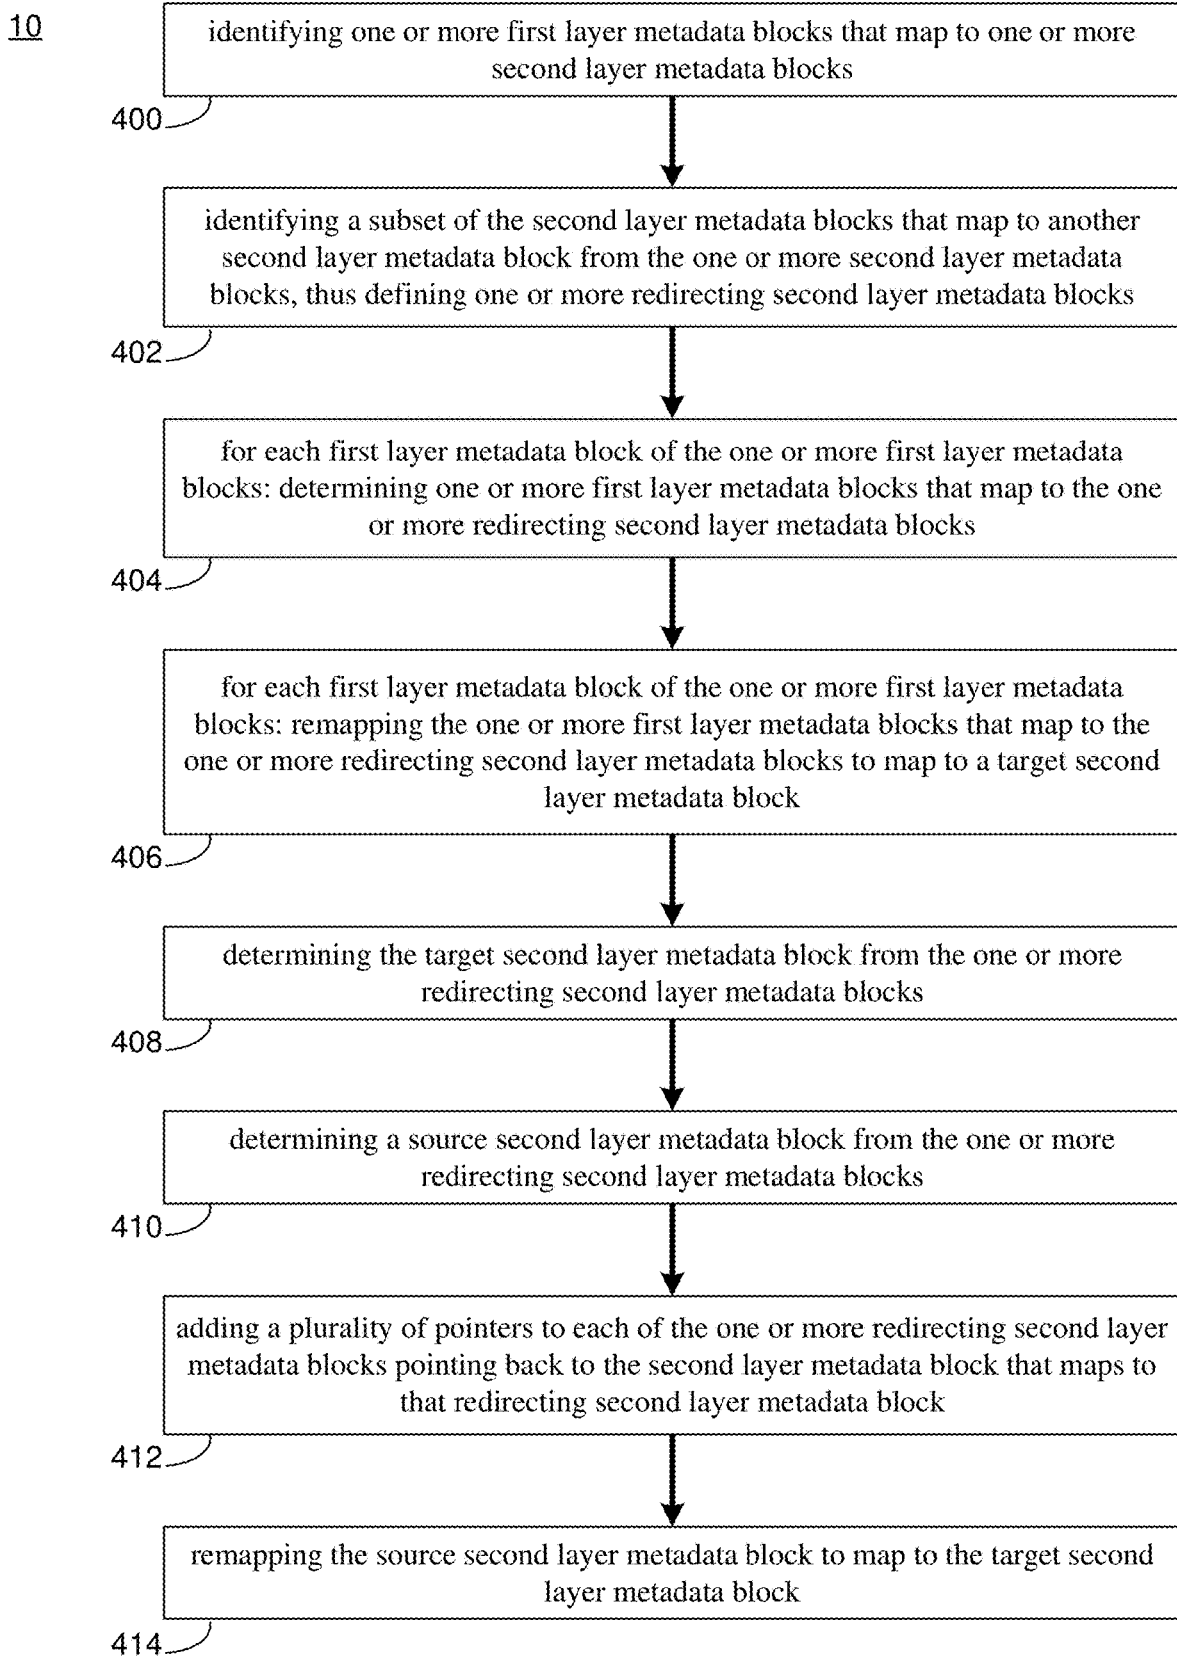 10
identifying one or more first layer metadata blocks that map to one or more
second layer metadata blocks
400
identifying a subset of the second layer metadata blocks that map to another
second layer metadata block from the one or more second layer metadata
blocks, thus defining one or more redirecting second layer metadata blocks
402
for each first layer metadata block of the one or more first layer metadata
blocks: determining one or more first layer metadata blocks that map to the one
or more redirecting second layer metadata blocks
404
for each first layer metadata block of the one or more first layer metadata
blocks: remapping the one or more first layer metadata blocks that map to the
one or more redirecting second layer metadata blocks to map to a target second
layer metadata block
406
determining the target second layer metadata block from the one or more
redirecting second layer metadata blocks
408
determining a source second layer metadata block from the one or more
redirecting second layer metadata blocks
410
adding a plurality of pointers to each of the one or more redirecting second layer
metadata blocks pointing back to the second layer metadata block that maps to
that redirecting second layer metadata block
412
remapping the source second layer metadata block to map to the target second
layer metadata block
414